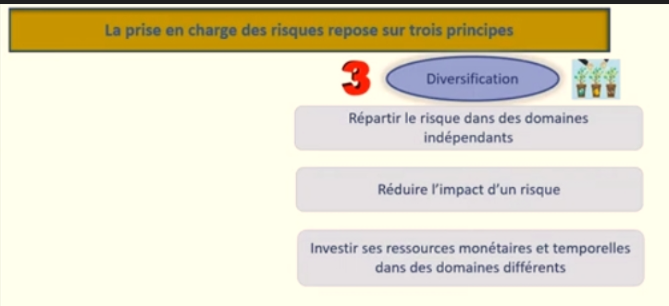 La prise en charge des risques repose sur trois principes
3
Diversification
Répartir le risque dans des domaines
indépendants
Réduire l'impact d'un risque
Investir ses ressources monétaires et temporelles
dans des domaines différents